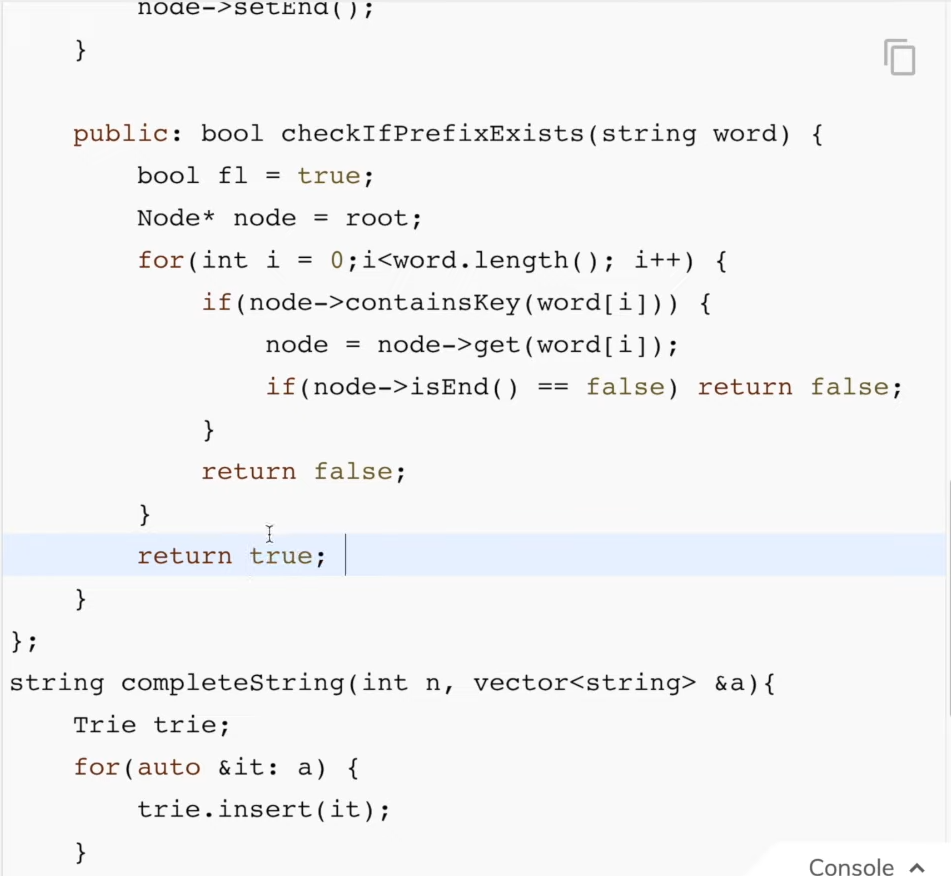 node->setEnd();
}
public: bool checkIfPrefixExists(string word) {
bool fl = true;
Node* node = root;
for(int i = 0;i<word.length(); i++) {
if(node->containsKey(word[i])) {
node = node->get(word[i]);
if(node->isEnd() == false) return false;
}
return false;
}
return true;
}
};
string completeString(int n, vector<string> &a){
Trie trie;
for(auto &it: a) {
trie.insert(it);
}
Console